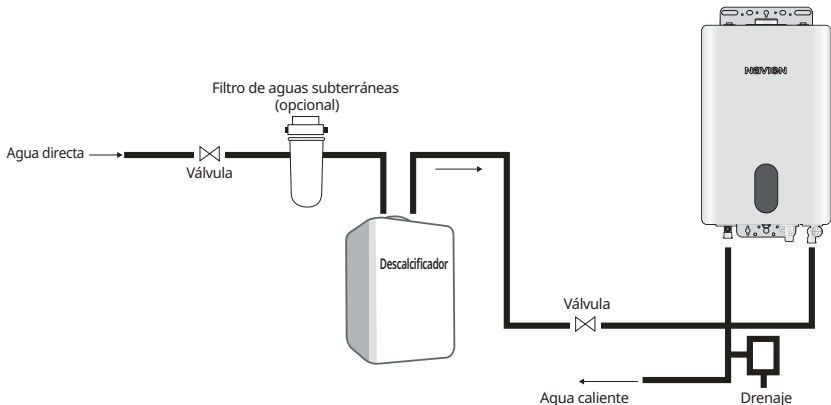 Filtro de aguas subterráneas
(opcional)
Agua directa
Válvula
NAVIEN
Descalcificador
Válvula
Agua caliente
Drenaje